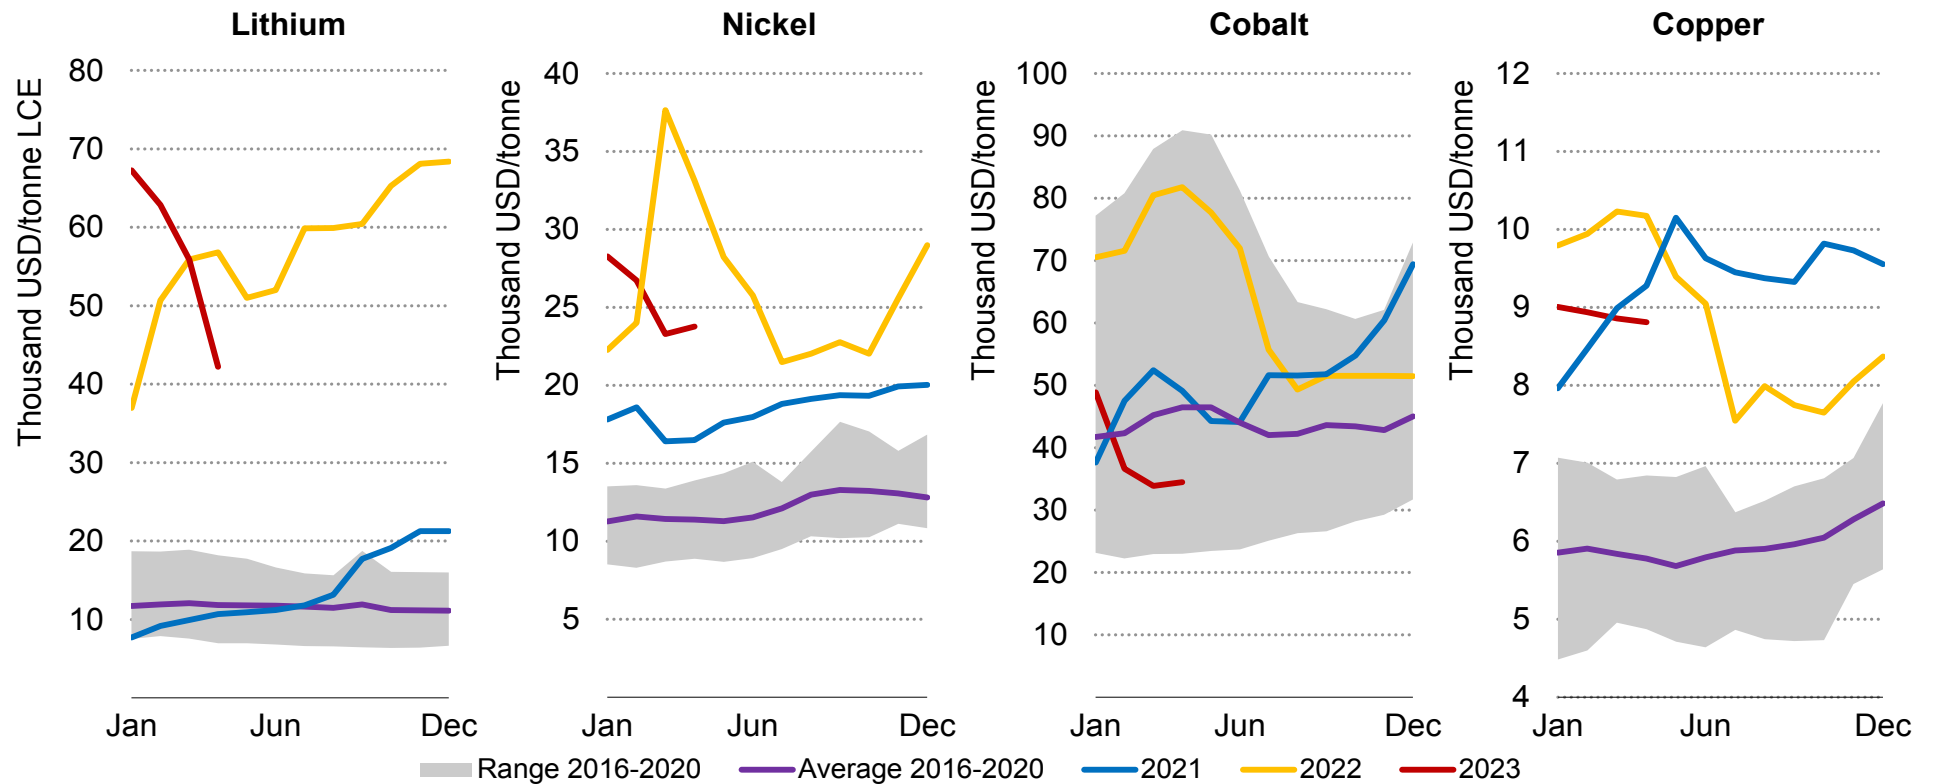 Lithium
Thousand USD/tonne LCE
80
70
60
50
40
30
20
10
Jan Jun Dec
Nickel
Thousand USD/tonne
40
35
30
25
20
15
10
5
Jan Jun Dec
Cobalt
Thousand USD/tonne
100
90
80
70
60
50
40
30
20
10
Jan Jun Dec
Copper
Thousand USD/tonne
12
11
10
9
8
7
6
5
4
Jan Jun Dec
Range 2016-2020 Average 2016-2020 2021 2022 2023